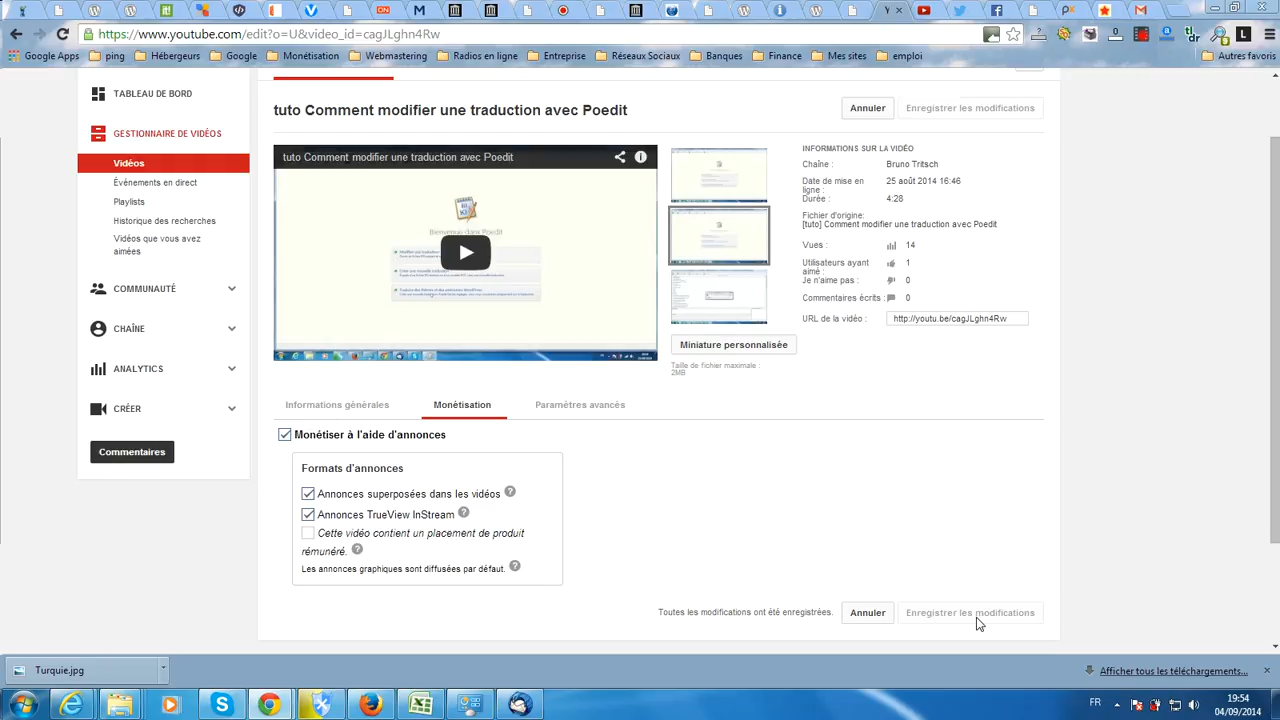 https://www.youtube.com/edit?o=U&video_id=cagJLghn4Rw
Google Apps ping Hébergeurs Google Monétisation Webmastering Radios en ligne Entreprise Réseaux Sociaux Banques Finance Mes sites emploi Autres favoris
TABLEAU DE BORD
GESTIONNAIRE DE VIDÉOS
Vidéos
Événements en direct
Playlists
Historique des recherches
Vidéos que vous avez
aimées
COMMUNAUTÉ
CHAÎNE
ANALYTICS
CRÉER
Commentaires
tuto Comment modifier une traduction avec Poedit
Annuler Enregistrer les modifications
tuto Comment modifier une traduction avec Poedit
Bienvenue dans Poedit
Miniature personnalisée
Taille de fichier maximale :
2MB
INFORMATIONS SUR LA VIDÉO
Chaîne : Bruno Tritsch
Date de mise en
ligne : 25 août 2014 16:46
Durée : 4:28
Fichier d'origine:
[tuto] Comment modifier une traduction avec Poedit
Vues : 14
Utilisateurs ayant
aimé : 1
Je n'aime pas : 0
Commentaires écrits : 0
URL de la vidéo : http://youtu.be/cagJLghn4Rw
Informations générales Monétisation Paramètres avancés
Monétiser à l'aide d'annonces
Formats d'annonces
Annonces superposées dans les vidéos ?
Annonces TrueView InStream ?
Cette vidéo contient un placement de produit
rémunéré. ?
Les annonces graphiques sont diffusées par défaut. ?
Toutes les modifications ont été enregistrées. Annuler Enregistrer les modifications
Turquie.jpg
Afficher tous les téléchargements...
FR
19:54
04/09/2014